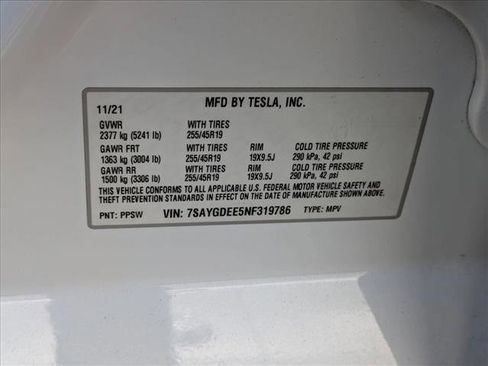 11/21 MFD BY TESLA, INC.
GVWR WITH TIRES
2377 kg (5241 lb) 255/45R19
GAWR FRT WITH TIRES RIM COLD TIRE PRESSURE
1363 kg (3004 lb) 255/45R19 19X9.5J 290 kPa, 42 psi
GAWR RR WITH TIRES RIM COLD TIRE PRESSURE
1500 kg (3306 lb) 255/45R19 19X9.5J 290 kPa, 42 psi
THIS VEHICLE CONFORMS TO ALL APPLICABLE U.S. FEDERAL MOTOR VEHICLE SAFETY AND
THEFT PREVENTION STANDARDS IN EFFECT ON THE DATE OF MANUFACTURE SHOWN ABOVE.
PNT: PPSW VIN: 7SAYGDEE5NF319786 TYPE: MPV